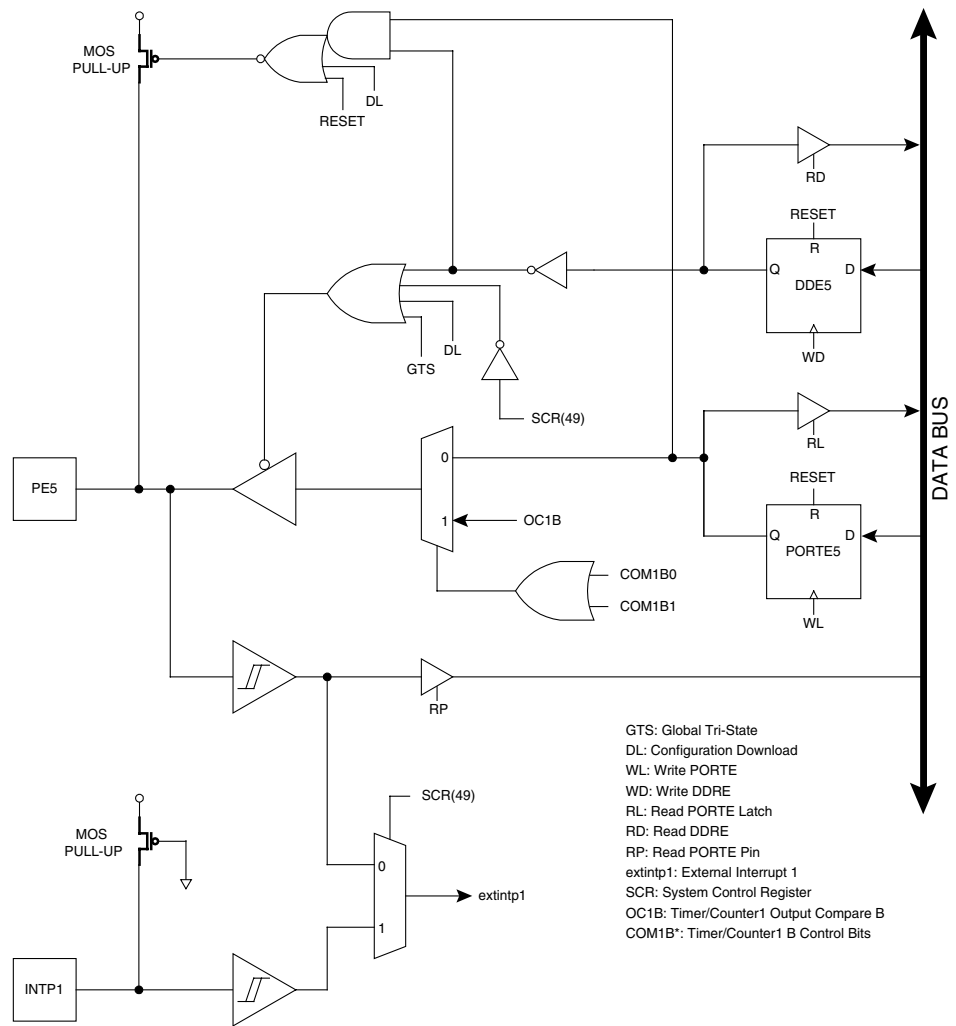 MOS
PULL-UP
DL
RESET
RD
RESET
R
Q
D
DDE5
WD
DL
GTS
SCR(49)
RL
DATA BUS
0
PE5
RESET
R
1
OC1B
Q
D
PORTE5
COM1B0
COM1B1
WL
RP
GTS: Global Tri-State
DL: Configuration Download
WL: Write PORTE
WD: Write DDRE
RL: Read PORTE Latch
RD: Read DDRE
RP: Read PORTE Pin
extintp1: External Interrupt 1
SCR: System Control Register
OC1B: Timer/Counter1 Output Compare B
COM1B*: Timer/Counter1 B Control Bits
SCR(49)
MOS
PULL-UP
0
extintp1
1
INTP1